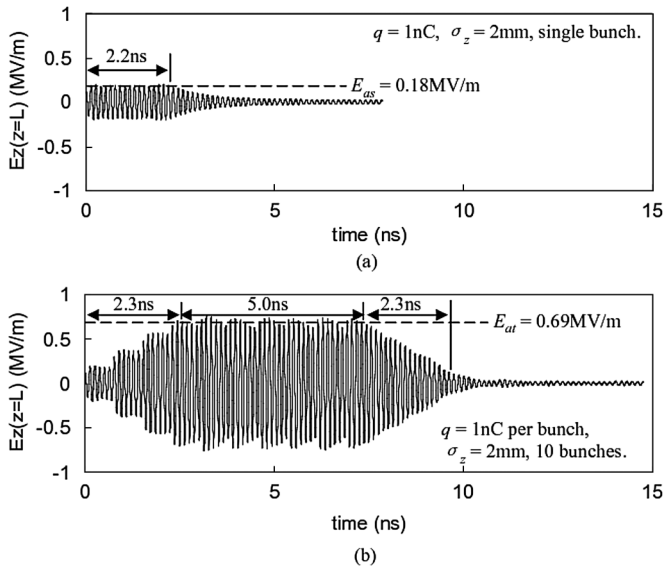 1
q = 1nC, σz = 2mm, single bunch.
2.2ns
0.5
Eas = 0.18MV/m
0
-0.5
-1
Ez(z=L) (MV/m)
0 5 10 15
time (ns)
(a)
1
2.3ns 5.0ns 2.3ns
Eat = 0.69MV/m
0.5
0
-0.5
q = 1nC per bunch,
σz = 2mm, 10 bunches.
-1
Ez(z=L) (MV/m)
0 5 10 15
time (ns)
(b)